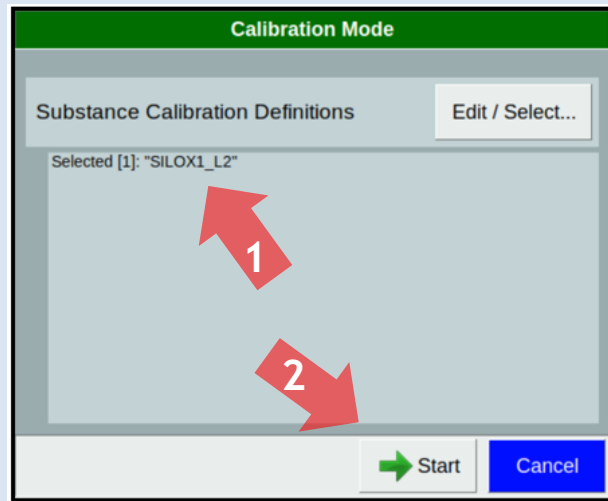 Calibration Mode
Substance Calibration Definitions
Edit / Select...
Selected [1]: "SILOX1_L2"
1
2
Start
Cancel